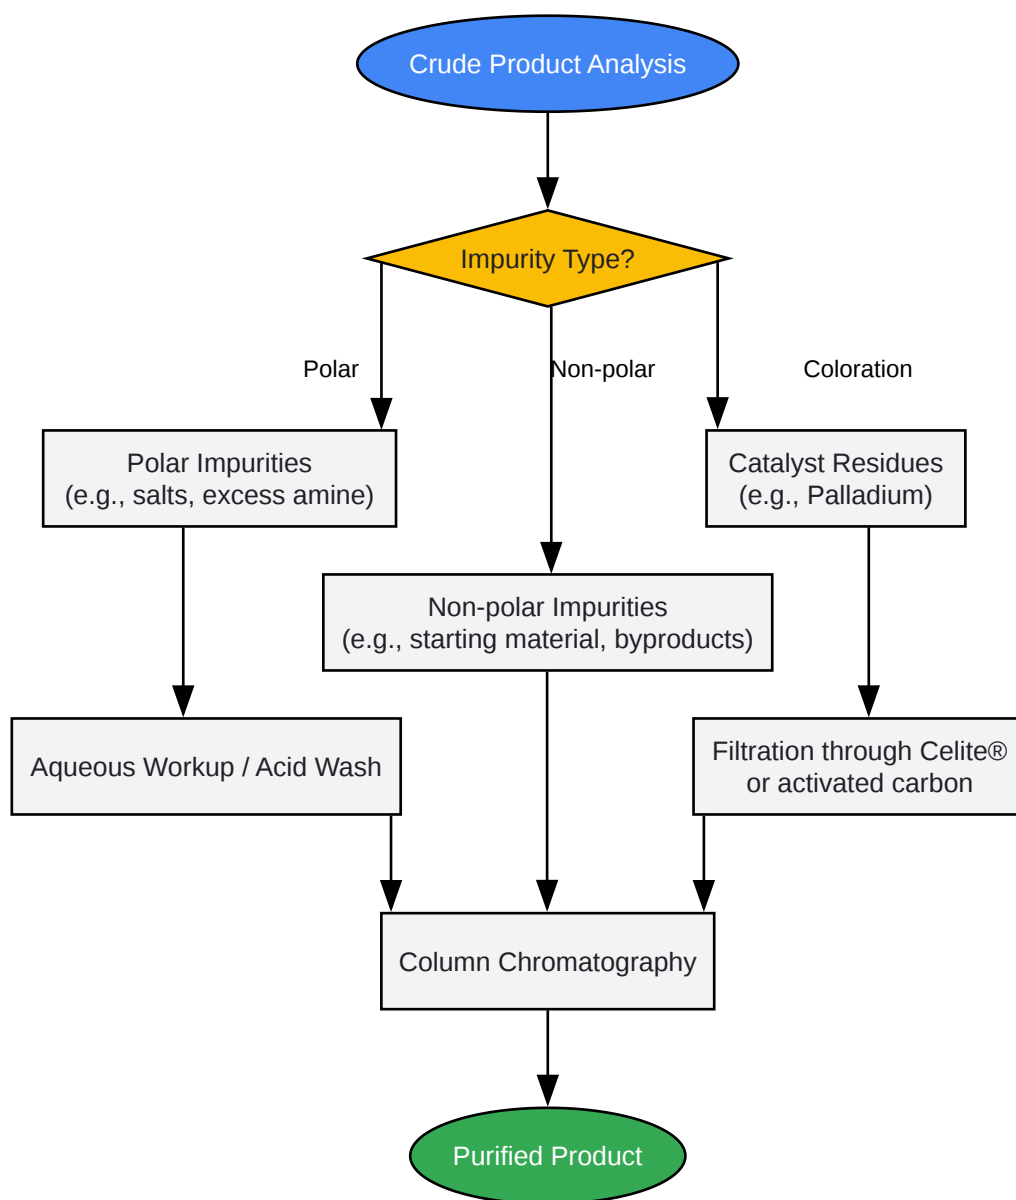 Crude Product Analysis
Impurity Type?
Polar
Non-polar
Coloration
Polar Impurities
(e.g., salts, excess amine)
Catalyst Residues
(e.g., Palladium)
Non-polar Impurities
(e.g., starting material, byproducts)
Aqueous Workup / Acid Wash
Filtration through Celite®
or activated carbon
Column Chromatography
Purified Product